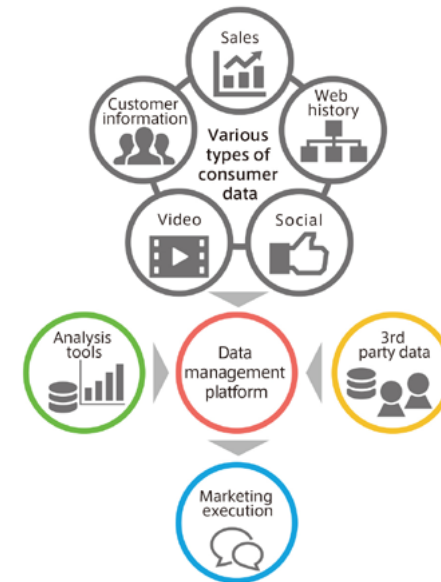 Sales
Customer
information
Web
history
Various
types of
consumer
data
Video
Social
Analysis
tools
Data
management
platform
3rd
party data
Marketing
execution